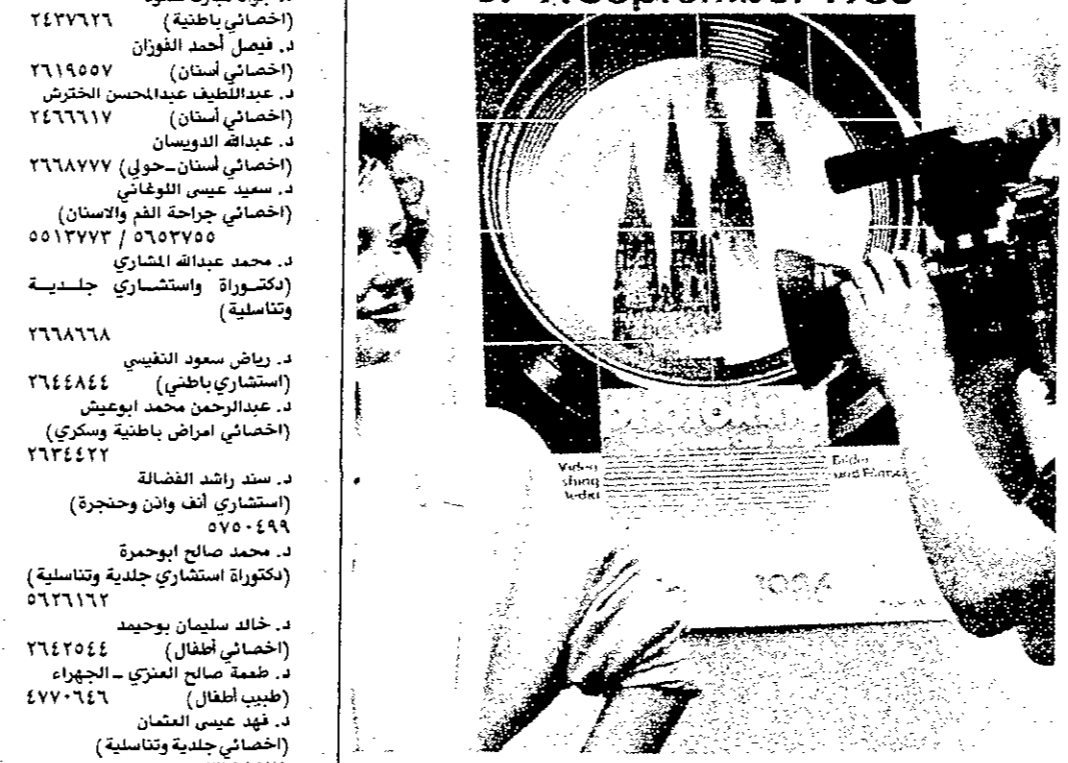 (اخصائي باطنية) ٢٤٣٧٦٢٦
د. فيصل أحمد الفوزان
(اخصائي أسنان) ٢٦١٩٥٥٧
د. عبداللطيف عبدالمحسن الخترش
(اخصائي أسنان) ٢٤٦٦٦١٧
د. عبدالله الدويسان
(اخصائي أسنان-حولي) ٢٦٦٨٧٧٧
د. سعيد عيسى اللوغاني
(اخصائي جراحة الفم والاسنان)
٥٥١٣٧٧٣ / ٥٦٥٣٧٥٥
د. محمد عبدالله المشاري
(دكتوراة واستشاري جلدية
وتناسلية)
٢٦٦٨٦٦٨
د. رياض سعود النفيسي
(استشاري باطني) ٢٦٤٤٨٤٤
د. عبدالرحمن محمد ابوعيش
(اخصائي امراض باطنية وسكري)
٢٦٣٤٤٢٢
د. سند راشد الفضالة
(استشاري أنف واذن وحنجرة)
٥٧٥٠٤٩٩
د. محمد صالح ابوحمرة
(دكتوراة استشاري جلدية وتناسلية)
٥٦٢٦١٦٢
د. خالد سليمان بوحيمد
(اخصائي أطفال) ٢٦٤٢٥٤٤
د. طعمة صالح العنزي - الجهراء
(طبيب أطفال) ٤٧٧٠٦٤٦
د. فهد عيسى العثمان
(اخصائي جلدية وتناسلية)